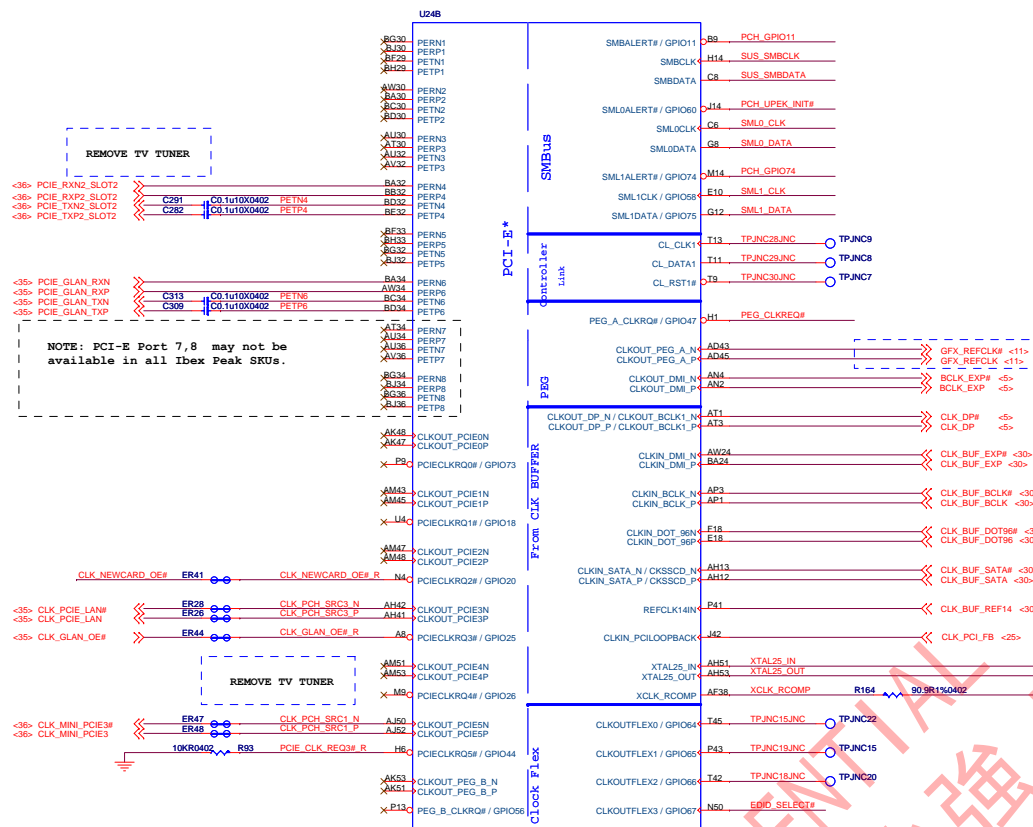 U24B
BG30 PERN1
BJ30 PERP1
BF29 PETN1
BH29 PETP1
AW30 PERN2
BA30 PERP2
BC30 PETN2
BD30 PETP2
AU30 PERN3
AT30 PERP3
AU32 PETN3
AV32 PETP3
REMOVE TV TUNER
<36> PCIE_RXN2_SLOT2 BA32 PERN4
<36> PCIE_RXP2_SLOT2 BB32 PERP4
<36> PCIE_TXN2_SLOT2 C291 C0.1u10X0402 PETN4 BD32 PETN4
<36> PCIE_TXP2_SLOT2 C282 C0.1u10X0402 PETP4 BE32 PETP4
BF33 PERN5
BH33 PERP5
BG32 PETN5
BJ32 PETP5
<35> PCIE_GLAN_RXN BA34 PERN6
<35> PCIE_GLAN_RXP AW34 PERP6
<35> PCIE_GLAN_TXN C313 C0.1u10X0402 PETN6 BC34 PETN6
<35> PCIE_GLAN_TXP C309 C0.1u10X0402 PETP6 BD34 PETP6
NOTE: PCI-E Port 7,8 may not be
available in all Ibex Peak SKUs.
AT34 PERN7
AU34 PERP7
AU36 PETN7
AV36 PETP7
BG34 PERN8
BJ34 PERP8
BG36 PETN8
BJ36 PETP8
AK48 CLKOUT_PCIE0N
AK47 CLKOUT_PCIE0P
P9 PCIECLKRQ0# / GPIO73
AM43 CLKOUT_PCIE1N
AM45 CLKOUT_PCIE1P
U4 PCIECLKRQ1# / GPIO18
AM47 CLKOUT_PCIE2N
AM48 CLKOUT_PCIE2P
CLK_NEWCARD_OE# ER41 CLK_NEWCARD_OE#_R N4 PCIECLKRQ2# / GPIO20
<35> CLK_PCIE_LAN# ER28 CLK_PCH_SRC3_N AH42 CLKOUT_PCIE3N
<35> CLK_PCIE_LAN ER26 CLK_PCH_SRC3_P AH41 CLKOUT_PCIE3P
<35> CLK_GLAN_OE# ER44 CLK_GLAN_OE#_R A8 PCIECLKRQ3# / GPIO25
REMOVE TV TUNER
AM51 CLKOUT_PCIE4N
AM53 CLKOUT_PCIE4P
M9 PCIECLKRQ4# / GPIO26
<36> CLK_MINI_PCIE3# ER47 CLK_PCH_SRC1_N AJ50 CLKOUT_PCIE5N
<36> CLK_MINI_PCIE3 ER48 CLK_PCH_SRC1_P AJ52 CLKOUT_PCIE5P
10KR0402 R93 PCIE_CLK_REQ3#_R H6 PCIECLKRQ5# / GPIO44
AK53 CLKOUT_PEG_B_N
AK51 CLKOUT_PEG_B_P
P13 PEG_B_CLKRQ# / GPIO56
PCI-E*
SMBus
Controller
Link
PEG
From CLK BUFFER
Clock Flex
SMBALERT# / GPIO11 B9 PCH_GPIO11
SMBCLK H14 SUS_SMBCLK
SMBDATA C8 SUS_SMBDATA
SML0ALERT# / GPIO60 J14 PCH_UPEK_INIT#
SML0CLK C6 SML0_CLK
SML0DATA G8 SML0_DATA
SML1ALERT# / GPIO74 M14 PCH_GPIO74
SML1CLK / GPIO58 E10 SML1_CLK
SML1DATA / GPIO75 G12 SML1_DATA
CL_CLK1 T13 TPJNC28JNC TPJNC9
CL_DATA1 T11 TPJNC29JNC TPJNC8
CL_RST1# T9 TPJNC30JNC TPJNC7
PEG_A_CLKRQ# / GPIO47 H1 PEG_CLKREQ#
CLKOUT_PEG_A_N AD43 GFX_REFCLK# <11>
CLKOUT_PEG_A_P AD45 GFX_REFCLK <11>
CLKOUT_DMI_N AN4 BCLK_EXP# <5>
CLKOUT_DMI_P AN2 BCLK_EXP <5>
CLKOUT_DP_N / CLKOUT_BCLK1_N AT1 CLK_DP# <5>
CLKOUT_DP_P / CLKOUT_BCLK1_P AT3 CLK_DP <5>
CLKIN_DMI_N AW24 CLK_BUF_EXP# <30>
CLKIN_DMI_P BA24 CLK_BUF_EXP <30>
CLKIN_BCLK_N AP3 CLK_BUF_BCLK# <30
CLKIN_BCLK_P AP1 CLK_BUF_BCLK <30>
CLKIN_DOT_96N F18 CLK_BUF_DOT96# <3
CLKIN_DOT_96P E18 CLK_BUF_DOT96 <30
CLKIN_SATA_N / CKSSCD_N AH13 CLK_BUF_SATA# <30
CLKIN_SATA_P / CKSSCD_P AH12 CLK_BUF_SATA <30>
REFCLK14IN P41 CLK_BUF_REF14 <30
CLKIN_PCILOOPBACK J42 CLK_PCI_FB <25>
XTAL25_IN AH51 XTAL25_IN
XTAL25_OUT AH53 XTAL25_OUT
XCLK_RCOMP AF38 XCLK_RCOMP R164 90.9R1%0402
CLKOUTFLEX0 / GPIO64 T45 TPJNC15JNC TPJNC22
CLKOUTFLEX1 / GPIO65 P43 TPJNC19JNC TPJNC15
CLKOUTFLEX2 / GPIO66 T42 TPJNC18JNC TPJNC20
CLKOUTFLEX3 / GPIO67 N50 EDID_SELECT#
ENTIAL
強